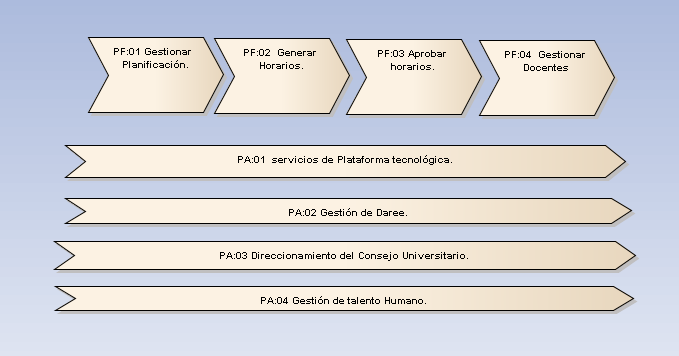 PF:01 Gestionar
Planificación.
PF:02 Generar
Horarios.
PF:03 Aprobar
horarios.
PF:04 Gestionar
Docentes
PA:01 servicios de Plataforma tecnológica.
PA:02 Gestión de Daree.
PA:03 Direccionamiento del Consejo Universitario.
PA:04 Gestión de talento Humano.